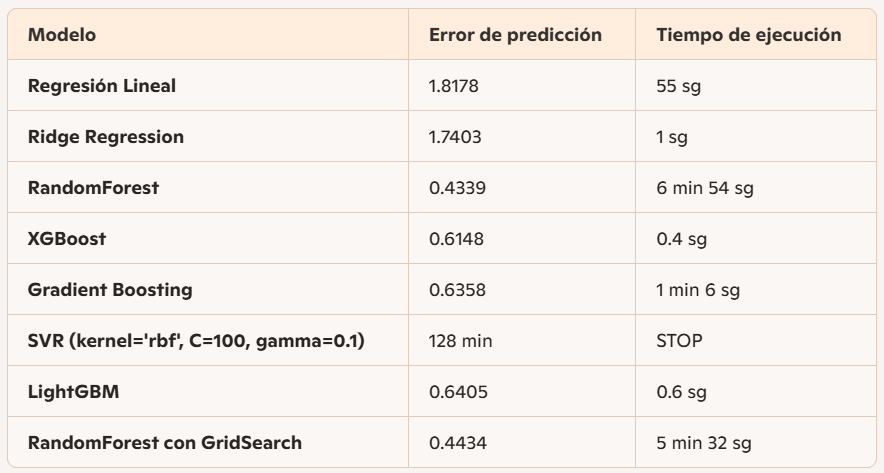 Modelo Error de predicción Tiempo de ejecución
Regresión Lineal 1.8178 55 sg
Ridge Regression 1.7403 1 sg
RandomForest 0.4339 6 min 54 sg
XGBoost 0.6148 0.4 sg
Gradient Boosting 0.6358 1 min 6 sg
SVR (kernel='rbf', C=100, gamma=0.1) 128 min STOP
LightGBM 0.6405 0.6 sg
RandomForest con GridSearch 0.4434 5 min 32 sg